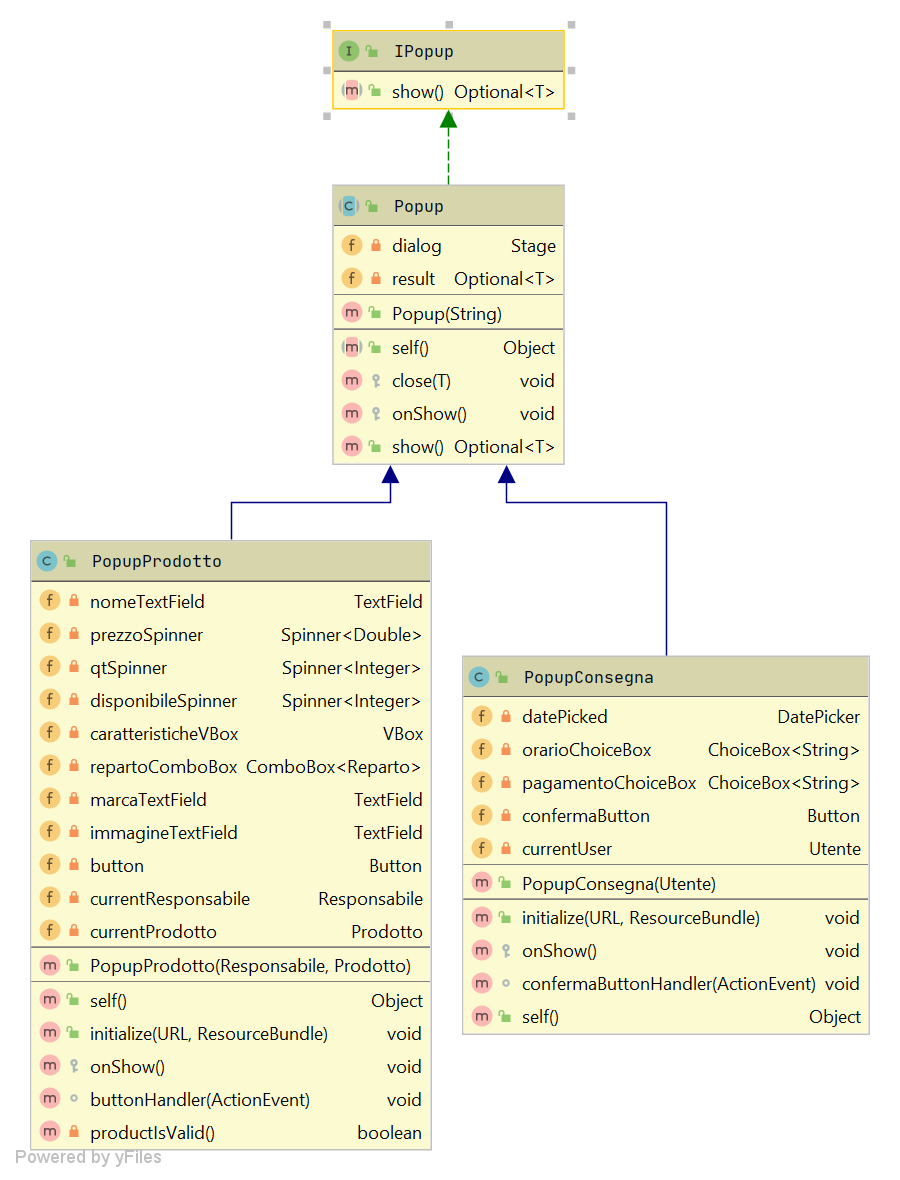 I IPopup
m show() Optional<T>
C Popup
f dialog Stage
f result Optional<T>
m Popup(String)
m self() Object
m close(T) void
m onShow() void
m show() Optional<T>
C PopupProdotto
f nomeTextField TextField
f prezzoSpinner Spinner<Double>
f qtSpinner Spinner<Integer>
f disponibileSpinner Spinner<Integer>
f caratteristicheVBox VBox
f repartoComboBox ComboBox<Reparto>
f marcaTextField TextField
f immagineTextField TextField
f button Button
f currentResponsabile Responsabile
f currentProdotto Prodotto
m PopupProdotto(Responsabile, Prodotto)
m self() Object
m initialize(URL, ResourceBundle) void
m onShow() void
m buttonHandler(ActionEvent) void
m productIsValid() boolean
C PopupConsegna
f datePicked DatePicker
f orarioChoiceBox ChoiceBox<String>
f pagamentoChoiceBox ChoiceBox<String>
f confermaButton Button
f currentUser Utente
m PopupConsegna(Utente)
m initialize(URL, ResourceBundle) void
m onShow() void
m confermaButtonHandler(ActionEvent) void
m self() Object
Powered by yFiles